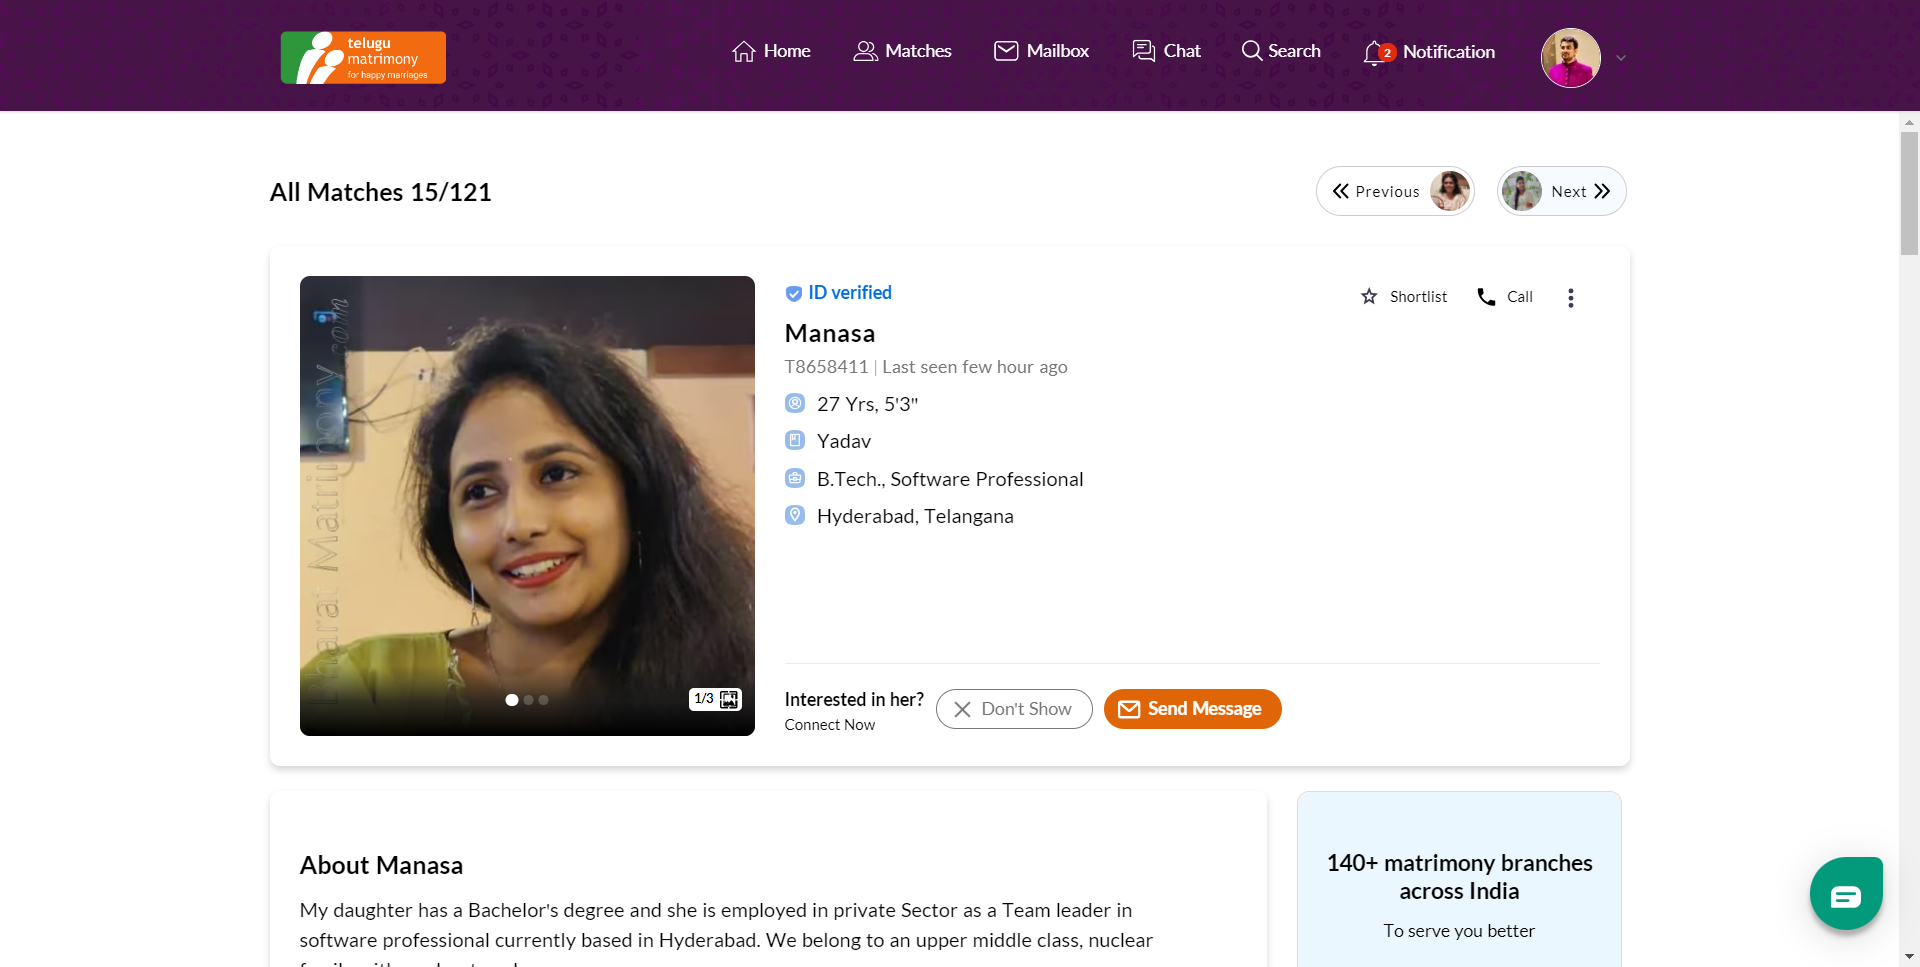 telugu
matrimony
for happy marriages
Home
Matches
Mailbox
Chat
Search
2
Notification
All Matches 15/121
Previous
Next
Bharat Matrimony.com
1/3
ID verified
Shortlist
Call
Manasa
T8658411 | Last seen few hour ago
27 Yrs, 5'3"
Yadav
B.Tech., Software Professional
Hyderabad, Telangana
Interested in her?
Connect Now
Don't Show
Send Message
About Manasa
My daughter has a Bachelor's degree and she is employed in private Sector as a Team leader in
software professional currently based in Hyderabad. We belong to an upper middle class, nuclear
140+ matrimony branches
across India
To serve you better